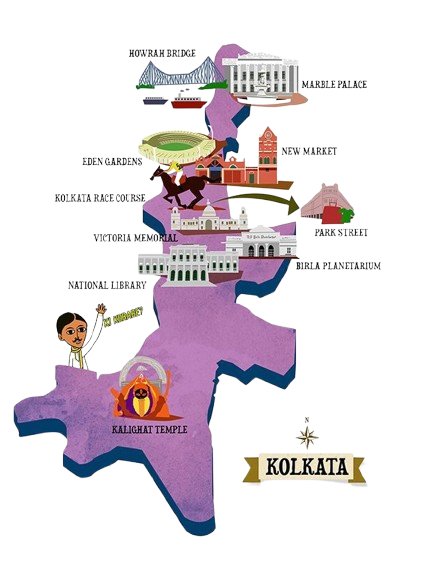 HOWRAH BRIDGE
MARBLE PALACE
NEW MARKET
EDEN GARDENS
KOLKATA RACE COURSE
PARK STREET
VICTORIA MEMORIAL
BIRLA PLANETARIUM
NATIONAL LIBRARY
KI KHABAR?
KALIGHAT TEMPLE
N
KOLKATA